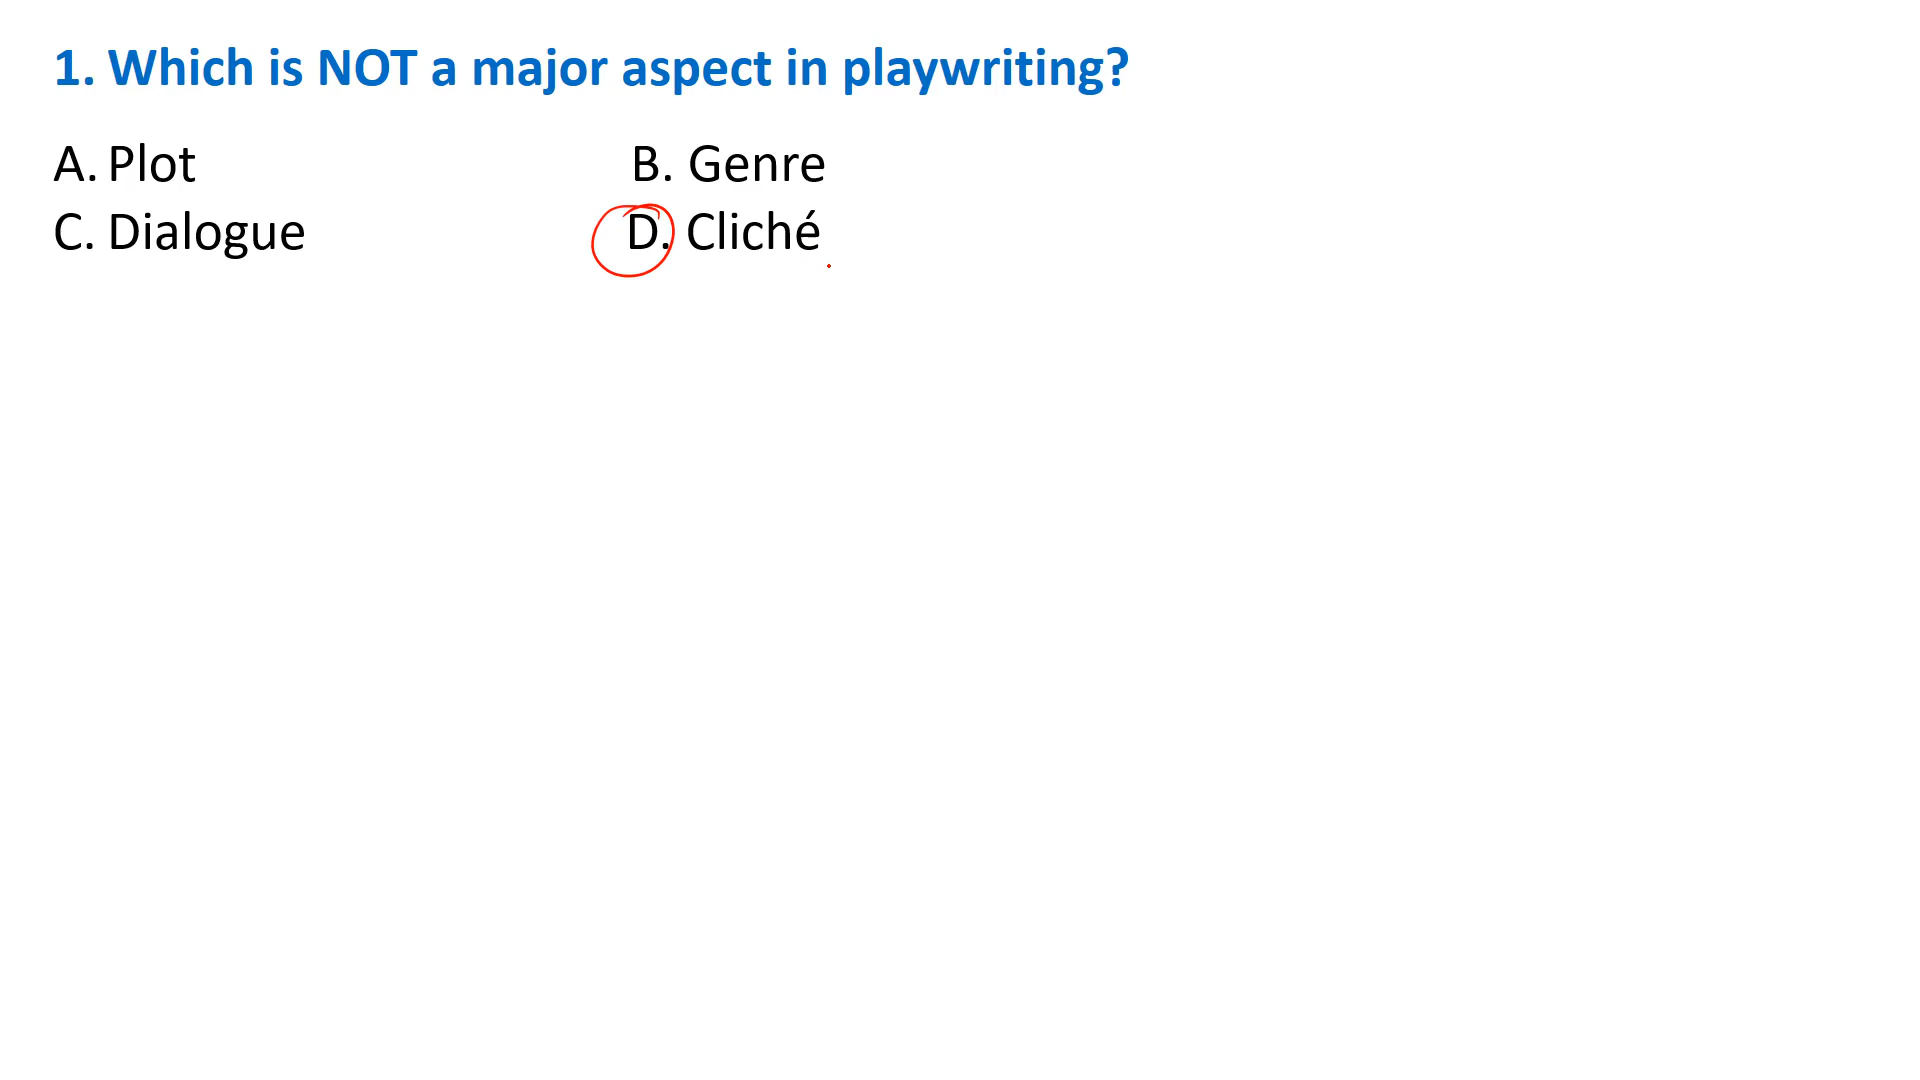 1. Which is NOT a major aspect in playwriting?
A. Plot B. Genre
C. Dialogue D. Cliché